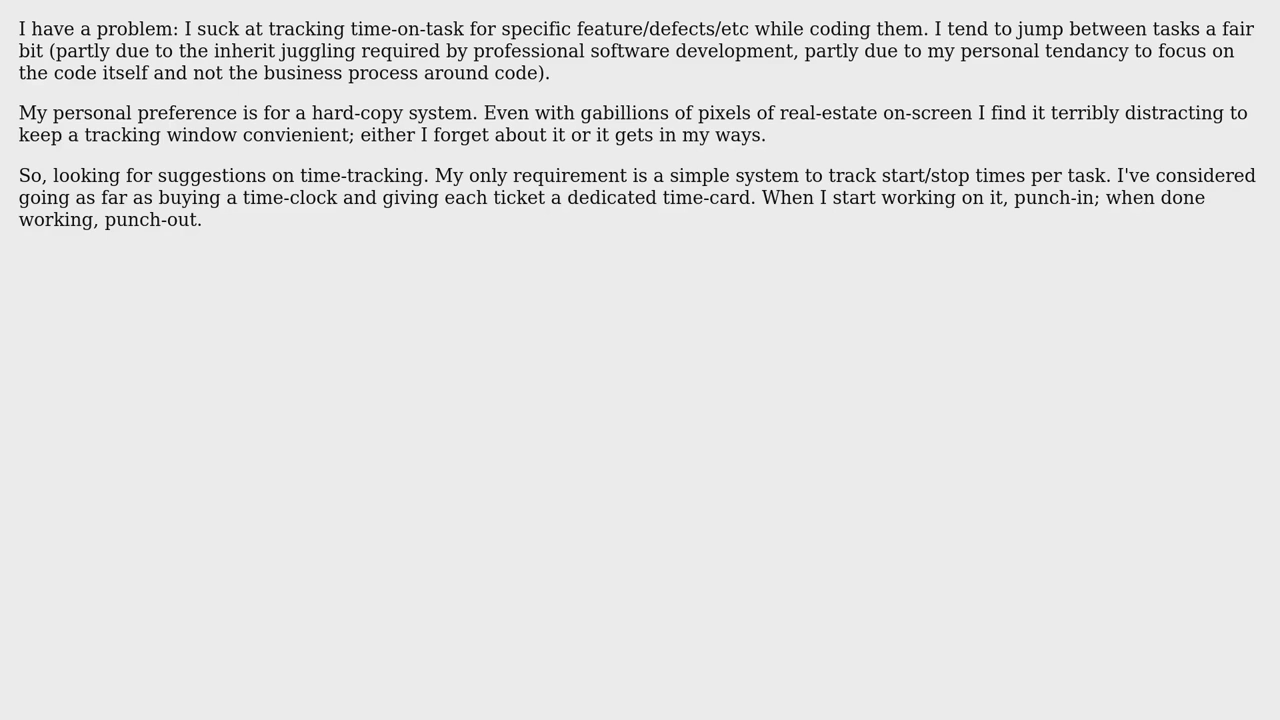 I have a problem: I suck at tracking time-on-task for specific feature/defects/etc while coding them. I tend to jump between tasks a fair
bit (partly due to the inherit juggling required by professional software development, partly due to my personal tendancy to focus on
the code itself and not the business process around code).
My personal preference is for a hard-copy system. Even with gabillions of pixels of real-estate on-screen I find it terribly distracting to
keep a tracking window convienient; either I forget about it or it gets in my ways.
So, looking for suggestions on time-tracking. My only requirement is a simple system to track start/stop times per task. I've considered
going as far as buying a time-clock and giving each ticket a dedicated time-card. When I start working on it, punch-in; when done
working, punch-out.